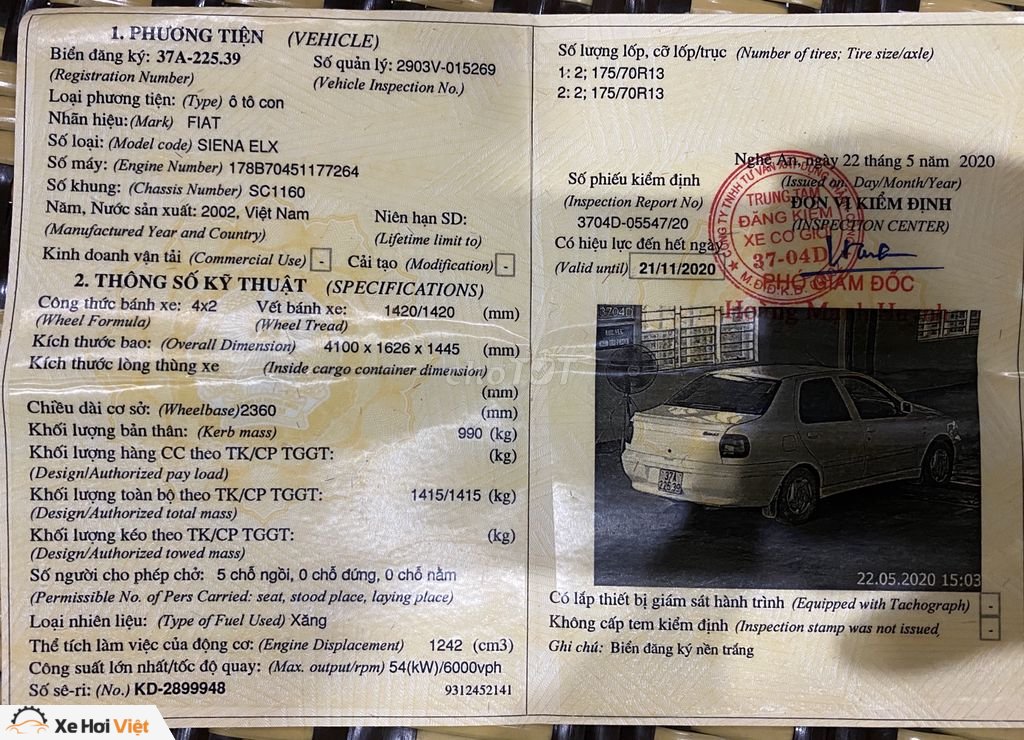 1. PHƯƠNG TIỆN (VEHICLE)
Biển đăng ký: 37A-225.39
(Registration Number)
Số quản lý: 2903V-015269
(Vehicle Inspection No.)
Loại phương tiện: (Type) ô tô con
Nhãn hiệu: (Mark) FIAT
Số loại: (Model code) SIENA ELX
Số máy: (Engine Number) 178B70451177264
Số khung: (Chassis Number) SC1160
Năm, Nước sản xuất: 2002, Việt Nam
(Manufactured Year and Country)
Niên hạn SD:
(Lifetime limit to)
Kinh doanh vận tải (Commercial Use) - Cải tạo (Modification) -
2. THÔNG SỐ KỸ THUẬT (SPECIFICATIONS)
Công thức bánh xe: 4x2 Vết bánh xe: 1420/1420 (mm)
(Wheel Formula) (Wheel Tread)
Kích thước bao: (Overall Dimension) 4100 x 1626 x 1445 (mm)
Kích thước lòng thùng xe (Inside cargo container dimension)
(mm)
Chiều dài cơ sở: (Wheelbase) 2360 (mm)
Khối lượng bản thân: (Kerb mass) 990 (kg)
Khối lượng hàng CC theo TK/CP TGGT: (kg)
(Design/Authorized pay load)
Khối lượng toàn bộ theo TK/CP TGGT: 1415/1415 (kg)
(Design/Authorized total mass)
Khối lượng kéo theo TK/CP TGGT: (kg)
(Design/Authorized towed mass)
Số người cho phép chở: 5 chỗ ngồi, 0 chỗ đứng, 0 chỗ nằm
(Permissible No. of Pers Carried: seat, stood place, laying place)
Loại nhiên liệu: (Type of Fuel Used) Xăng
Thể tích làm việc của động cơ: (Engine Displacement) 1242 (cm3)
Công suất lớn nhất/tốc độ quay: (Max. output/rpm) 54(kW)/6000vph
Số sê-ri: (No.) KD-2899948 9312452141
Số lượng lốp, cỡ lốp/trục (Number of tires; Tire size/axle)
1: 2; 175/70R13
2: 2; 175/70R13
Nghệ An, ngày 22 tháng 5 năm 2020
(Issued on: Day/Month/Year)
Số phiếu kiểm định
(Inspection Report No)
3704D-05547/20
Có hiệu lực đến hết ngày
(Valid until) 21/11/2020
ĐƠN VỊ KIỂM ĐỊNH
(INSPECTION CENTER)
TRUNG TÂM
ĐĂNG KIỂM
XE CƠ GIỚI
37-04D
PHÓ GIÁM ĐỐC
Hoàng Mạnh Huỳnh
3704D
37A
225.39
22.05.2020 15:03
choTỐT
Có lắp thiết bị giám sát hành trình (Equipped with Tachograph) -
Không cấp tem kiểm định (Inspection stamp was not issued) -
Ghi chú: Biển đăng ký nền trắng
Xe Hơi Việt